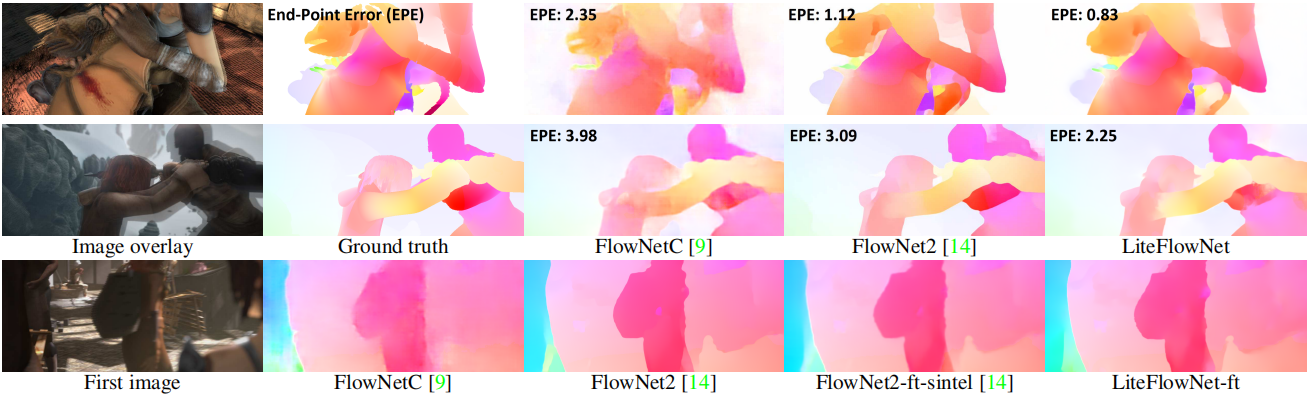 End-Point Error (EPE) EPE: 2.35 EPE: 1.12 EPE: 0.83
EPE: 3.98 EPE: 3.09 EPE: 2.25
Image overlay Ground truth FlowNetC [9] FlowNet2 [14] LiteFlowNet
First image FlowNetC [9] FlowNet2 [14] FlowNet2-ft-sintel [14] LiteFlowNet-ft